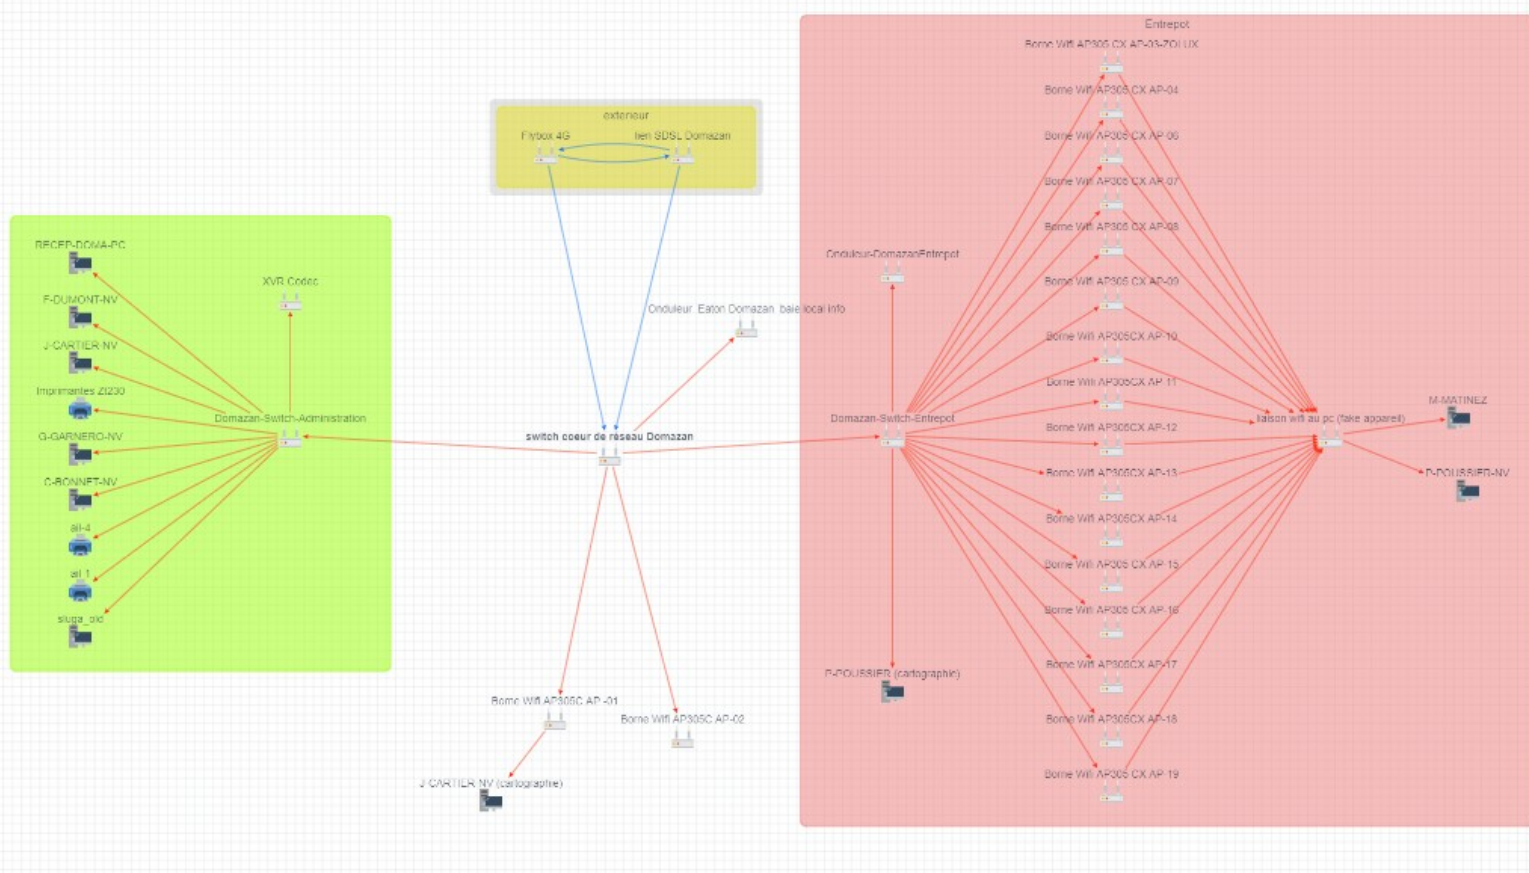 Entrepot
Borne Wifi AP305 CX AP-03-ZOLUX
Borne Wifi AP305 CX AP-04
exterieur
Flybox 4G
lien SDSL Domazan
Borne Wifi AP305 CX AP-06
Borne Wifi AP305 CX AP-07
Borne Wifi AP305 CX AP-08
RECEP-DOMA-PC
Onduleur-DomazanEntrepot
XVR Codec
Borne Wifi AP305 CX AP-09
F-DUMONT-NV
Onduleur Eaton Domazan baie local info
J-CARTIER-NV
Borne Wifi AP305CX AP-10
Imprimantes Zt230
Borne Wifi AP305CX AP-11
M-MATINEZ
Domazan-Switch-Administration
Domazan-Switch-Entrepot
liaison wifi au pc (fake appareil)
Borne Wifi AP305CX AP-12
G-GARNERO-NV
switch coeur de réseau Domazan
Borne Wifi AP305CX AP-13
P-POUSSIER-NV
C-BONNET-NV
Borne Wifi AP305CX AP-14
ail-4
Borne Wifi AP305 CX AP-15
ail-1
Borne Wifi AP305 CX AP-16
sluga_old
Borne Wifi AP305CX AP-17
P-POUSSIER (cartographie)
Borne Wifi AP305C AP -01
Borne Wifi AP305C AP-02
Borne Wifi AP305CX AP-18
Borne Wifi AP305 CX AP-19
J-CARTIER-NV (cartographie)